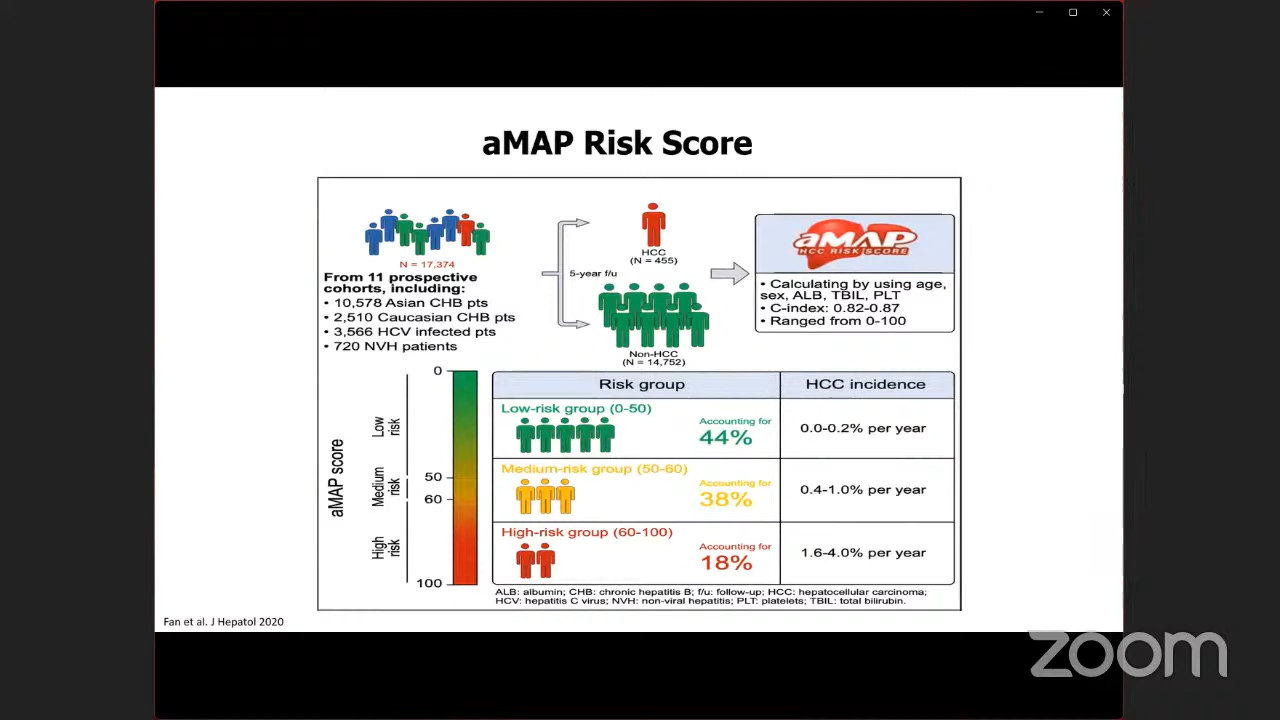 aMAP Risk Score
N = 17,374
From 11 prospective
cohorts, including:
• 10,578 Asian CHB pts
• 2,510 Caucasian CHB pts
• 3,566 HCV infected pts
• 720 NVH patients
5-year f/u
HCC
(N = 455)
Non-HCC
(N = 14,752)
aMAP
HCC RISK SCORE
• Calculating by using age,
sex, ALB, TBIL, PLT
• C-index: 0.82-0.87
• Ranged from 0-100
aMAP score
Low
risk
Medium
risk
High
risk
0
50
60
100
Risk group
HCC incidence
Low-risk group (0-50)
Accounting for
44%
0.0-0.2% per year
Medium-risk group (50-60)
Accounting for
38%
0.4-1.0% per year
High-risk group (60-100)
Accounting for
18%
1.6-4.0% per year
ALB: albumin; CHB: chronic hepatitis B; f/u: follow-up; HCC: hepatocellular carcinoma;
HCV: hepatitis C virus; NVH: non-viral hepatitis; PLT: platelets; TBIL: total bilirubin.
Fan et al. J Hepatol 2020
zoom